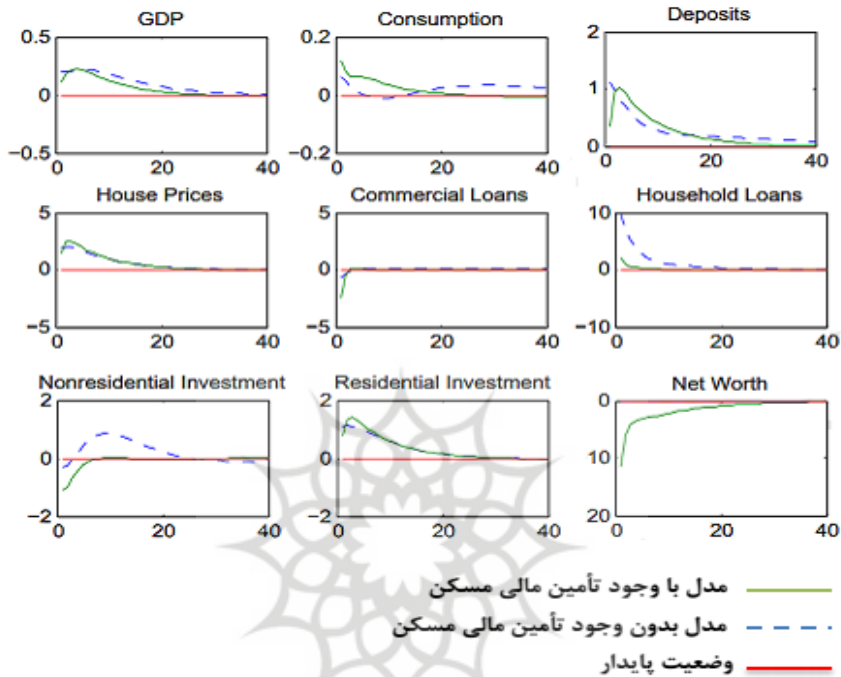 GDP
Consumption
Deposits
0.5
0
−0.5
0 20 40
0.2
0
−0.2
0 20 40
2
1
0
0 20 40
House Prices
Commercial Loans
Household Loans
5
0
−5
0 20 40
5
0
−5
0 20 40
10
0
−10
0 20 40
Nonresidential Investment
Residential Investment
Net Worth
2
0
−2
0 20 40
2
0
−2
0 20 40
0
10
20
0 20 40
مدل با وجود تأمین مالی مسکن
مدل بدون وجود تأمین مالی مسکن
وضعیت پایدار